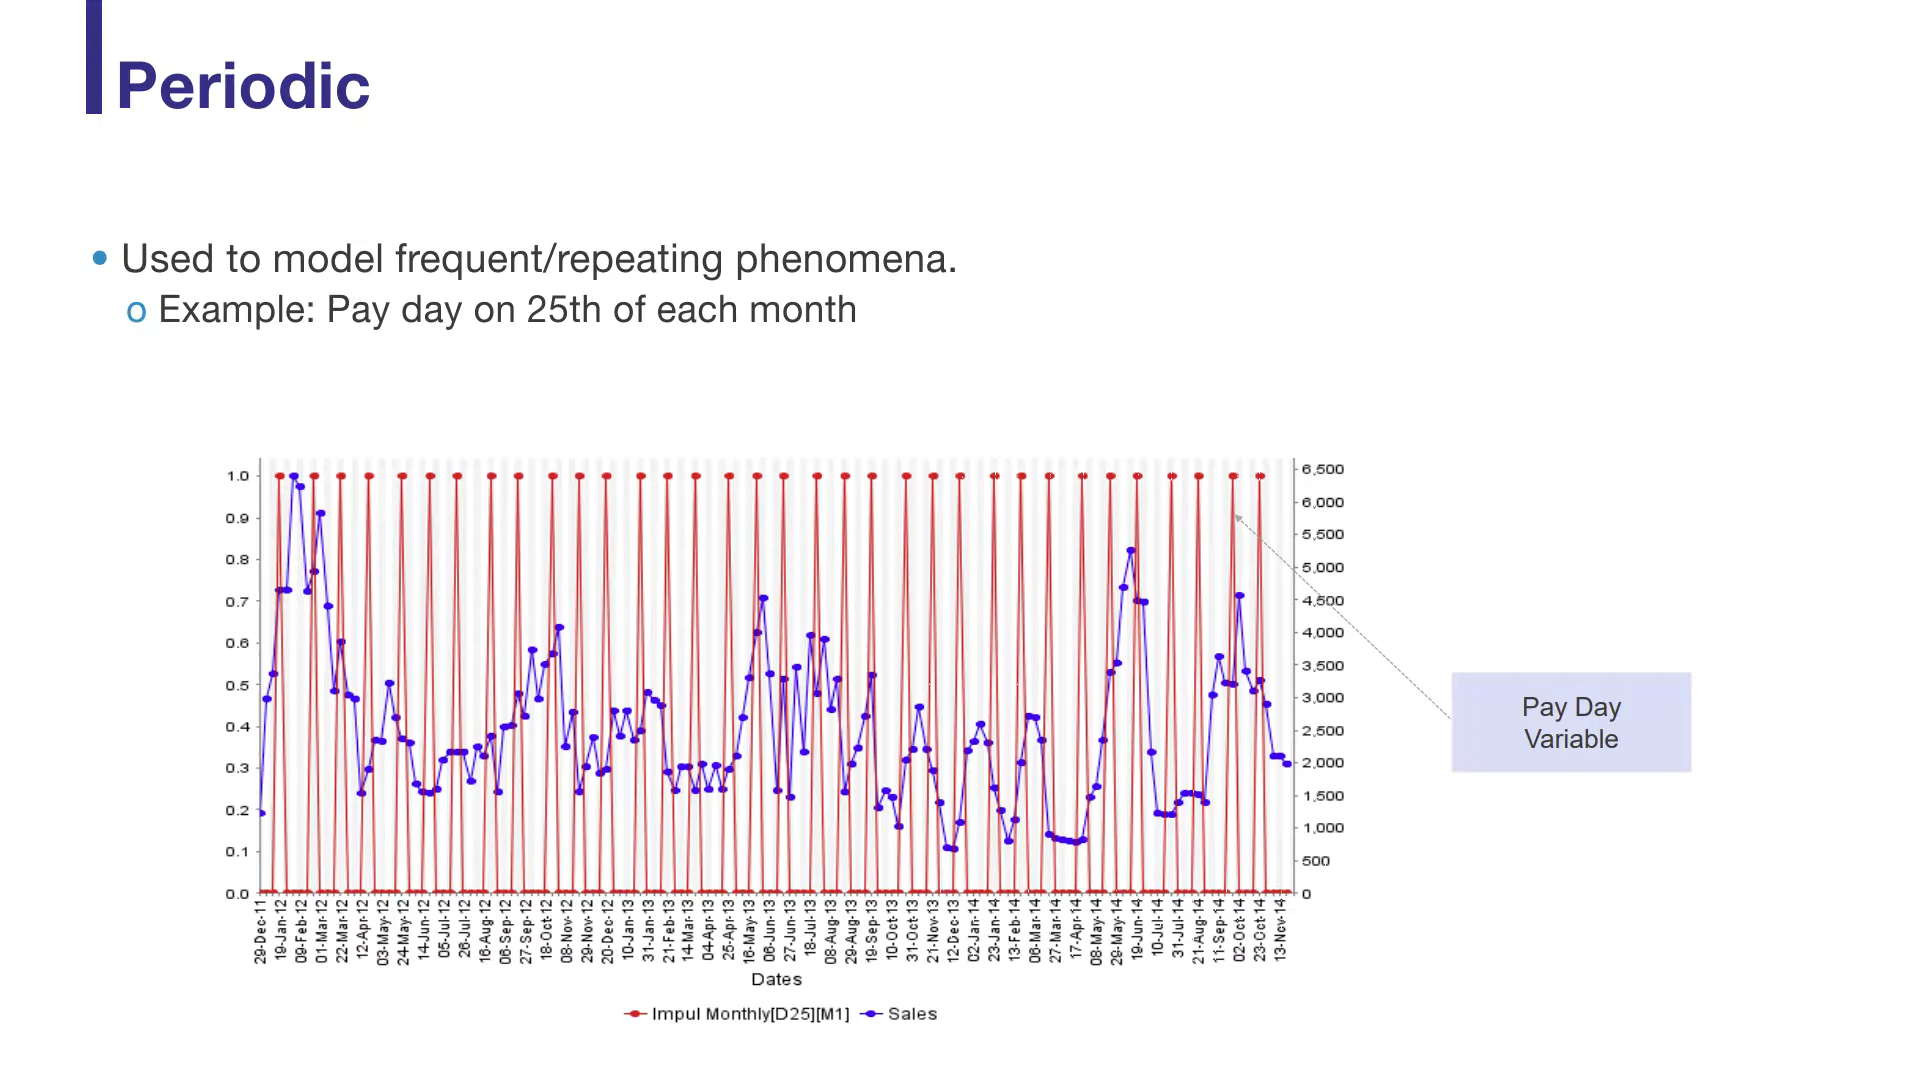 Periodic
• Used to model frequent/repeating phenomena.
o Example: Pay day on 25th of each month
1.0
0.9
0.8
0.7
0.6
0.5
0.4
0.3
0.2
0.1
0.0
6,500
6,000
5,500
5,000
4,500
4,000
3,500
3,000
2,500
2,000
1,500
1,000
500
0
Pay Day
Variable
29-Dec-11
19-Jan-12
09-Feb-12
01-Mar-12
22-Mar-12
12-Apr-12
03-May-12
24-May-12
14-Jun-12
05-Jul-12
26-Jul-12
16-Aug-12
06-Sep-12
27-Sep-12
18-Oct-12
08-Nov-12
29-Nov-12
20-Dec-12
10-Jan-13
31-Jan-13
21-Feb-13
14-Mar-13
04-Apr-13
25-Apr-13
16-May-13
06-Jun-13
27-Jun-13
18-Jul-13
08-Aug-13
29-Aug-13
19-Sep-13
10-Oct-13
31-Oct-13
21-Nov-13
12-Dec-13
02-Jan-14
23-Jan-14
13-Feb-14
06-Mar-14
27-Mar-14
17-Apr-14
08-May-14
29-May-14
19-Jun-14
10-Jul-14
31-Jul-14
21-Aug-14
11-Sep-14
02-Oct-14
23-Oct-14
13-Nov-14
Dates
Impul Monthly[D25][M1] Sales